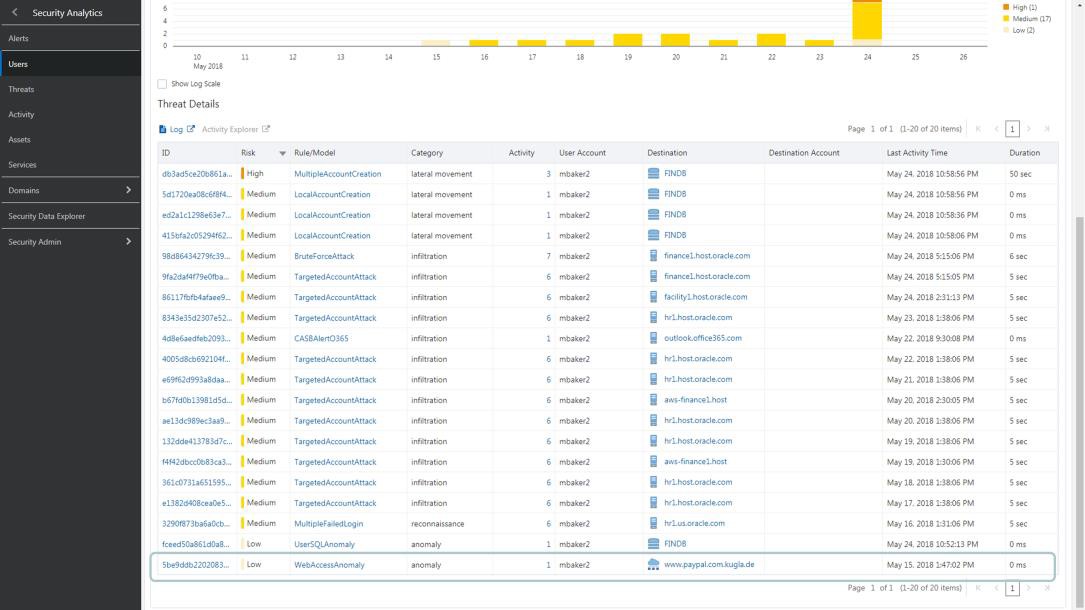 Security Analytics
Alerts
Users
Threats
Activity
Assets
Services
Domains
Security Data Explorer
Security Admin
6
4
2
0
10 11 12 13 14 15 16 17 18 19 20 21 22 23 24 25 26
May 2018
High (1)
Medium (17)
Low (2)
Show Log Scale
Threat Details
Log Activity Explorer Page 1 of 1 (1-20 of 20 items) 1
ID Risk Rule/Model Category Activity User Account Destination Destination Account Last Activity Time Duration
db3ad5ce20b861a... High MultipleAccountCreation lateral movement 3 mbaker2 FINDB May 24, 2018 10:58:56 PM 50 sec
5d1720ea08c6f8f4... Medium LocalAccountCreation lateral movement 1 mbaker2 FINDB May 24, 2018 10:58:56 PM 0 ms
ed2a1c1298e63e7... Medium LocalAccountCreation lateral movement 1 mbaker2 FINDB May 24, 2018 10:58:36 PM 0 ms
415bfa2c05294f62... Medium LocalAccountCreation lateral movement 1 mbaker2 FINDB May 24, 2018 10:58:06 PM 0 ms
98d86434279fc39... Medium BruteForceAttack infiltration 7 mbaker2 finance1.host.oracle.com May 24, 2018 5:15:06 PM 6 sec
9fa2daf4f79e0fba... Medium TargetedAccountAttack infiltration 6 mbaker2 finance1.host.oracle.com May 24, 2018 5:15:05 PM 5 sec
86117fbfb4afaee9... Medium TargetedAccountAttack infiltration 6 mbaker2 facility1.host.oracle.com May 24, 2018 2:31:13 PM 5 sec
8343e35d2307e52... Medium TargetedAccountAttack infiltration 6 mbaker2 hr1.host.oracle.com May 23, 2018 1:38:06 PM 5 sec
4d8e6aedfeb2093... Medium CASBAlertO365 infiltration 1 mbaker2 outlook.office365.com May 22, 2018 9:30:08 PM 0 ms
4005d8cb692104f... Medium TargetedAccountAttack infiltration 6 mbaker2 hr1.host.oracle.com May 22, 2018 1:38:06 PM 5 sec
e69f62d993a8daa... Medium TargetedAccountAttack infiltration 6 mbaker2 hr1.host.oracle.com May 21, 2018 1:38:06 PM 5 sec
b67fd0b13981d5d... Medium TargetedAccountAttack infiltration 6 mbaker2 aws-finance1.host May 20, 2018 2:30:05 PM 5 sec
ae13dc989ec3aa9... Medium TargetedAccountAttack infiltration 6 mbaker2 hr1.host.oracle.com May 20, 2018 1:38:06 PM 5 sec
132dde413783d7c... Medium TargetedAccountAttack infiltration 6 mbaker2 hr1.host.oracle.com May 19, 2018 1:38:06 PM 5 sec
f4f42dbcc0b83ca3... Medium TargetedAccountAttack infiltration 6 mbaker2 aws-finance1.host May 19, 2018 1:30:06 PM 5 sec
361c0731a651595... Medium TargetedAccountAttack infiltration 6 mbaker2 hr1.host.oracle.com May 18, 2018 1:38:06 PM 5 sec
e1382d408cea0e5... Medium TargetedAccountAttack infiltration 6 mbaker2 hr1.host.oracle.com May 17, 2018 1:38:06 PM 5 sec
3290f873ba6a0cb... Medium MultipleFailedLogin reconnaissance 6 mbaker2 hr1.us.oracle.com May 16, 2018 1:31:06 PM 5 sec
fceed50a861d0a8... Low UserSQLAnomaly anomaly 1 mbaker2 FINDB May 24, 2018 10:52:13 PM 0 ms
5be9ddb2202083... Low WebAccessAnomaly anomaly 1 mbaker2 www.paypal.com.kugla.de May 15, 2018 1:47:02 PM 0 ms
Page 1 of 1 (1-20 of 20 items) 1